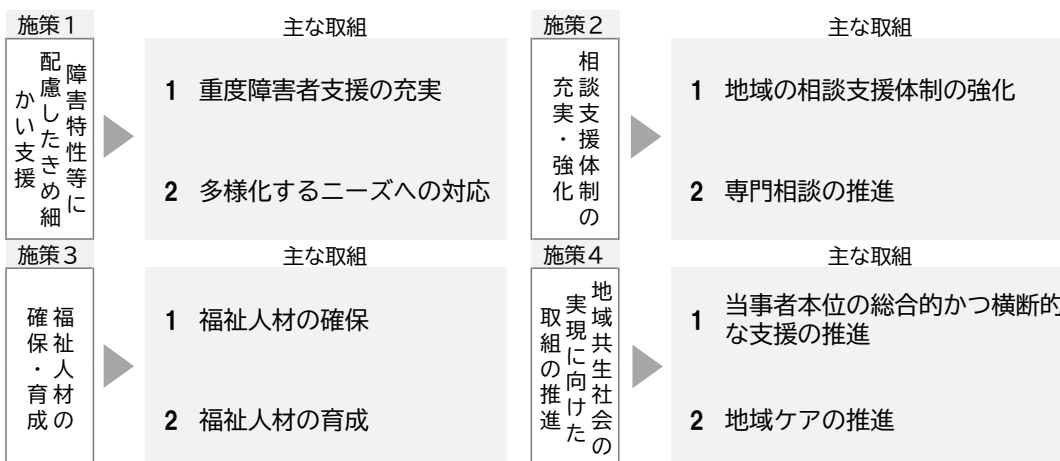 施策1
主な取組
障害特性等に
配慮したきめ細
かい支援
1 重度障害者支援の充実
2 多様化するニーズへの対応
施策2
主な取組
相談支援体制の
充実・強化
1 地域の相談支援体制の強化
2 専門相談の推進
施策3
主な取組
福祉人材の
確保・育成
1 福祉人材の確保
2 福祉人材の育成
施策4
主な取組
地域共生社会の
実現に向けた
取組の推進
1 当事者本位の総合的かつ横断的
な支援の推進
2 地域ケアの推進